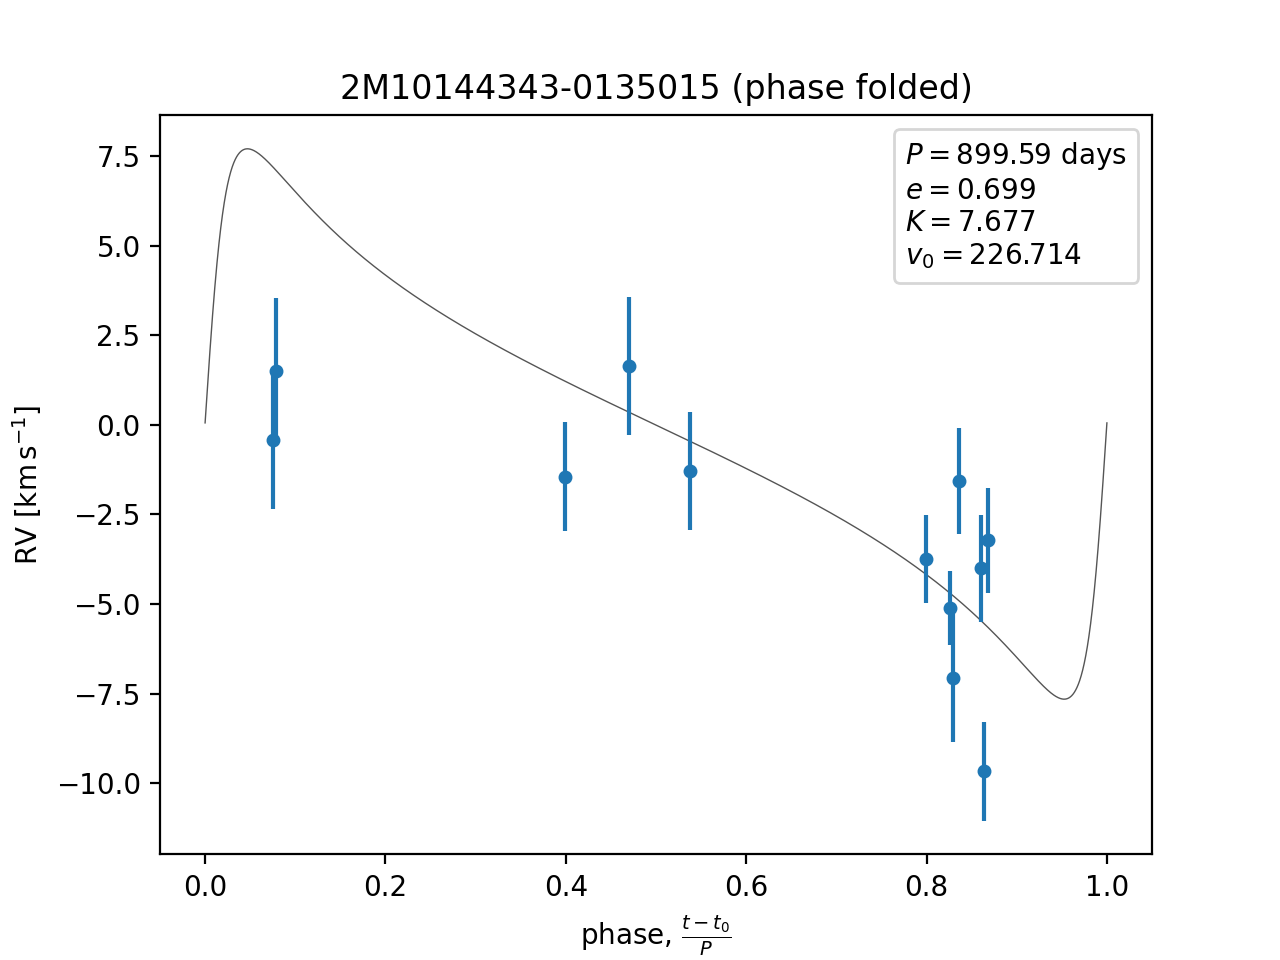 2M10144343-0135015 (phase folded)
P = 899.59 days
e = 0.699
K = 7.677
v₀ = 226.714
7.5
5.0
2.5
0.0
−2.5
−5.0
−7.5
−10.0
RV [km s⁻¹]
0.0 0.2 0.4 0.6 0.8 1.0
phase, (t − t₀)/P